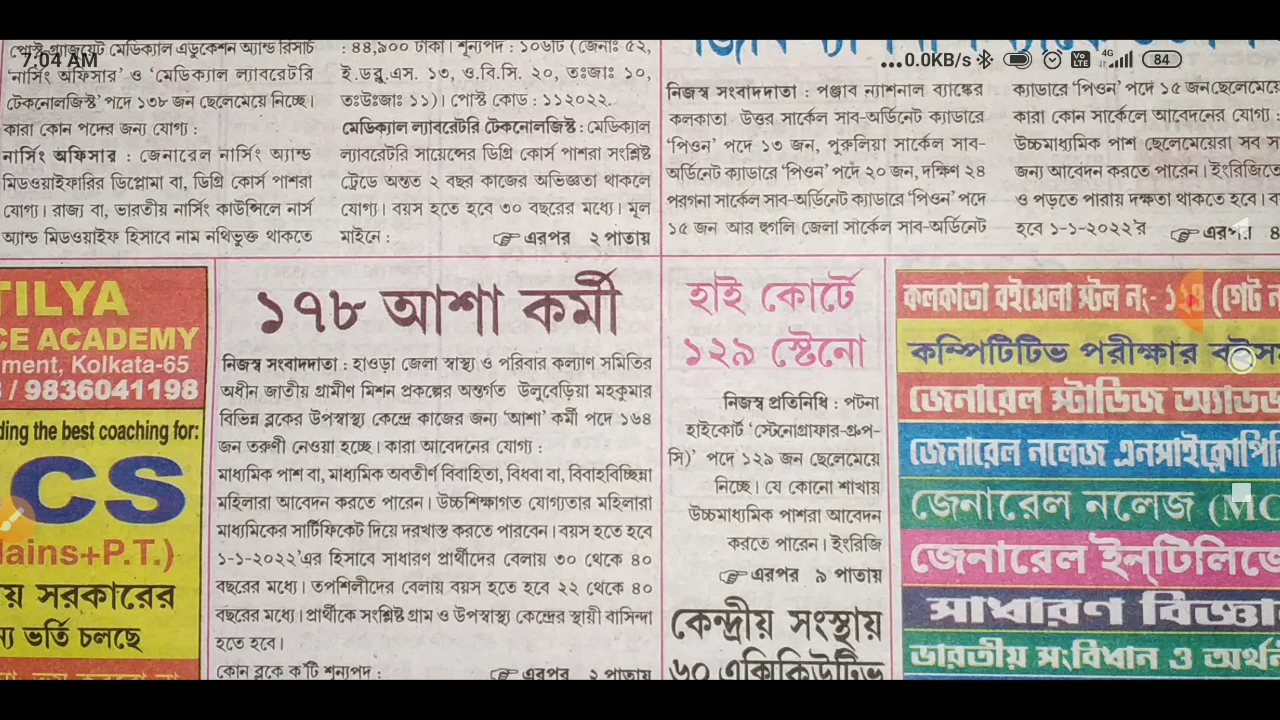 7:04 AM
...0.0KB/s
4G
84
পোস্ট-গ্র্যাজুয়েট মেডিক্যাল এডুকেশন অ্যান্ড রিসার্চ
'নার্সিং অফিসার' ও 'মেডিক্যাল ল্যাবরেটরি
টেকনোলজিস্ট' পদে ১৩৮ জন ছেলেমেয়ে নিচ্ছে।
কারা কোন পদের জন্য যোগ্য :
নার্সিং অফিসার : জেনারেল নার্সিং অ্যান্ড
মিডওয়াইফারির ডিপ্লোমা বা, ডিগ্রি কোর্স পাশরা
যোগ্য। রাজ্য বা, ভারতীয় নার্সিং কাউন্সিলে নার্স
অ্যান্ড মিডওয়াইফ হিসাবে নাম নথিভুক্ত থাকতে
: ৪৪,৯০০ টাকা। শূন্যপদ : ১০৬টি (জেনাঃ ৫২,
ই.ডব্লু.এস. ১৩, ও.বি.সি. ২০, তঃজাঃ ১০,
তঃউঃজাঃ ১১)। পোস্ট কোড : ১১২০২২.
মেডিক্যাল ল্যাবরেটরি টেকনোলজিস্ট : মেডিক্যাল
ল্যাবরেটরি সায়েন্সের ডিগ্রি কোর্স পাশরা সংশ্লিষ্ট
ট্রেডে অন্তত ২ বছর কাজের অভিজ্ঞতা থাকলে
যোগ্য। বয়স হতে হবে ৩০ বছরের মধ্যে। মূল
মাইনে : এরপর ২ পাতায়
নিজস্ব সংবাদদাতা : পঞ্জাব ন্যাশনাল ব্যাঙ্কের
কলকাতা উত্তর সার্কেল সাব-অর্ডিনেট ক্যাডারে
'পিওন' পদে ১৩ জন, পুরুলিয়া সার্কেল সাব-
অর্ডিনেট ক্যাডারে 'পিওন' পদে ২০ জন, দক্ষিণ ২৪
পরগনা সার্কেল সাব-অর্ডিনেট ক্যাডারে 'পিওন' পদে
১৫ জন আর হুগলি জেলা সার্কেল সাব-অর্ডিনেট
ক্যাডারে 'পিওন' পদে ১৫ জন ছেলেমেয়ে
কারা কোন সার্কেলে আবেদনের যোগ্য :
উচ্চমাধ্যমিক পাশ ছেলেমেয়েরা সব স
জন্য আবেদন করতে পারেন। ইংরিজিতে
ও পড়তে পারায় দক্ষতা থাকতে হবে। ব
হবে ১-১-২০২২'র এরপর ৪
TILYA
CE ACADEMY
ment, Kolkata-65
/ 9836041198
ding the best coaching for:
CS
lains+P.T.)
য় সরকারের
ন্য ভর্তি চলছে
১৭৮ আশা কর্মী
নিজস্ব সংবাদদাতা : হাওড়া জেলা স্বাস্থ্য ও পরিবার কল্যাণ সমিতির
অধীন জাতীয় গ্রামীণ মিশন প্রকল্পের অন্তর্গত উলুবেড়িয়া মহকুমার
বিভিন্ন ব্লকের উপস্বাস্থ্য কেন্দ্রে কাজের জন্য 'আশা' কর্মী পদে ১৬৪
জন তরুণী নেওয়া হচ্ছে। কারা আবেদনের যোগ্য :
মাধ্যমিক পাশ বা, মাধ্যমিক অবতীর্ণ বিবাহিতা, বিধবা বা, বিবাহবিচ্ছিন্না
মহিলারা আবেদন করতে পারেন। উচ্চশিক্ষাগত যোগ্যতার মহিলারা
মাধ্যমিকের সার্টিফিকেট দিয়ে দরখাস্ত করতে পারবেন। বয়স হতে হবে
১-১-২০২২'এর হিসাবে সাধারণ প্রার্থীদের বেলায় ৩০ থেকে ৪০
বছরের মধ্যে। তপশিলীদের বেলায় বয়স হতে হবে ২২ থেকে ৪০
বছরের মধ্যে। প্রার্থীকে সংশ্লিষ্ট গ্রাম ও উপস্বাস্থ্য কেন্দ্রের স্থায়ী বাসিন্দা
হতে হবে।
কোন ব্লকে ক'টি শূন্যপদ : এরপর ২ পাতায়
হাই কোর্টে
১২৯ স্টেনো
নিজস্ব প্রতিনিধি : পটনা
হাইকোর্ট 'স্টেনোগ্রাফার-গ্রুপ-
সি)' পদে ১২৯ জন ছেলেমেয়ে
নিচ্ছে। যে কোনো শাখায়
উচ্চমাধ্যমিক পাশরা আবেদন
করতে পারেন। ইংরিজি
এরপর ৯ পাতায়
কেন্দ্রীয় সংস্থায়
৬০ এক্সিকিউটিভ
কলকাতা বইমেলা স্টল নং- (গেট ন
কম্পিটিটিভ পরীক্ষার
জেনারেল স্টাডিজ
জেনারেল নলেজ এনসাইক্লোপি
জেনারেল নলেজ (MC
জেনারেল ইন্‌টিলিজে
সাধারণ বিজ্ঞা
ভারতীয় সংবিধান ও অর্থন